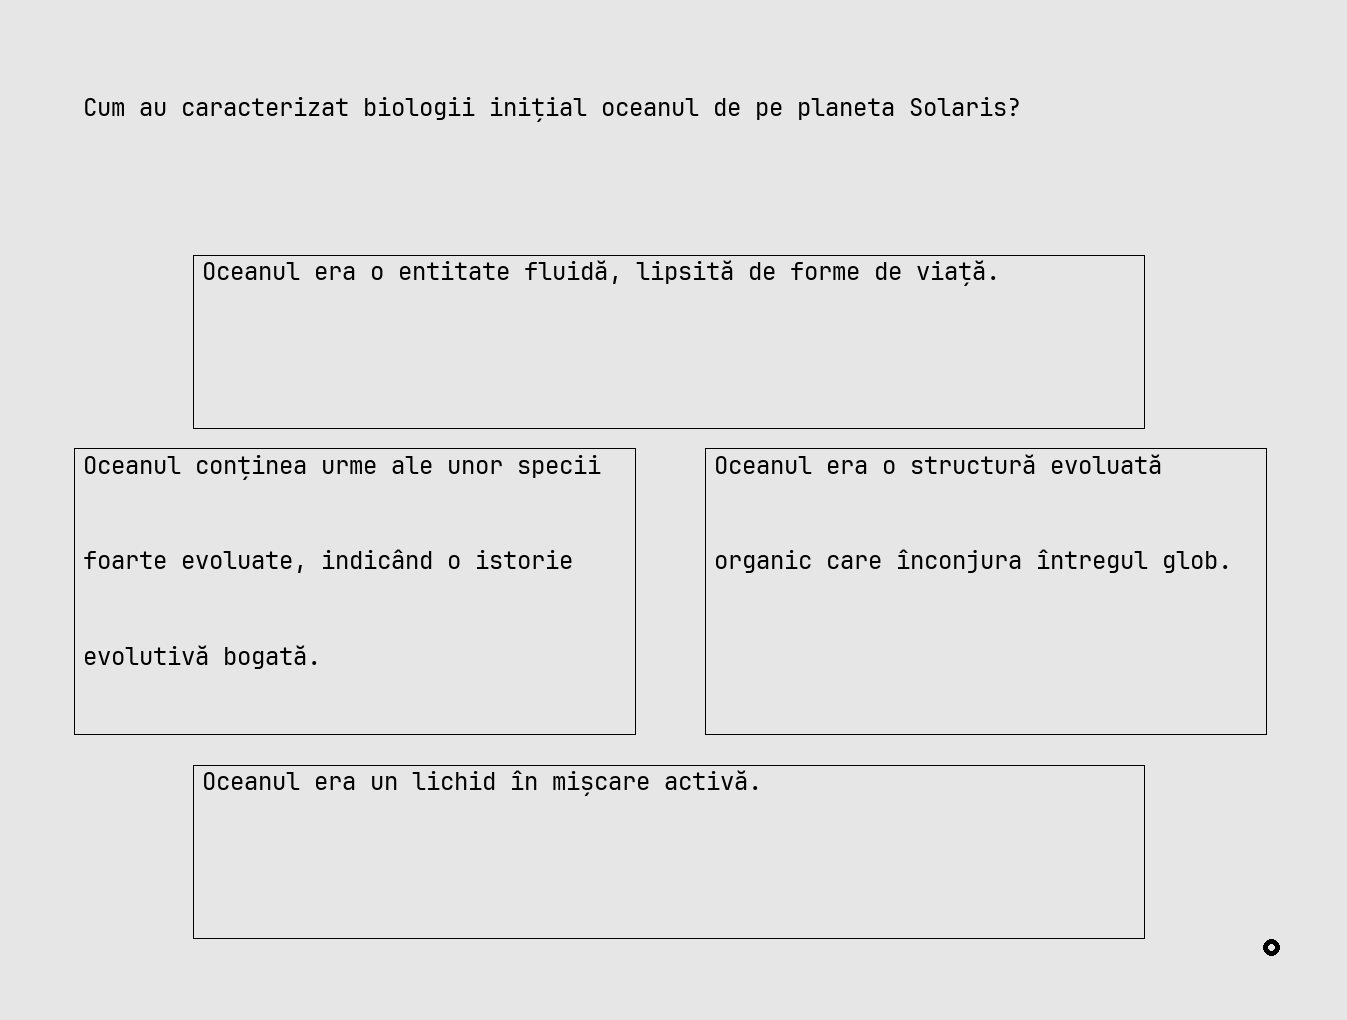 Cum au caracterizat biologii inițial oceanul de pe planeta Solaris?
Oceanul era o entitate fluidă, lipsită de forme de viață.
Oceanul conținea urme ale unor specii
foarte evoluate, indicând o istorie
evolutivă bogată.
Oceanul era o structură evoluată
organic care înconjura întregul glob.
Oceanul era un lichid în mișcare activă.